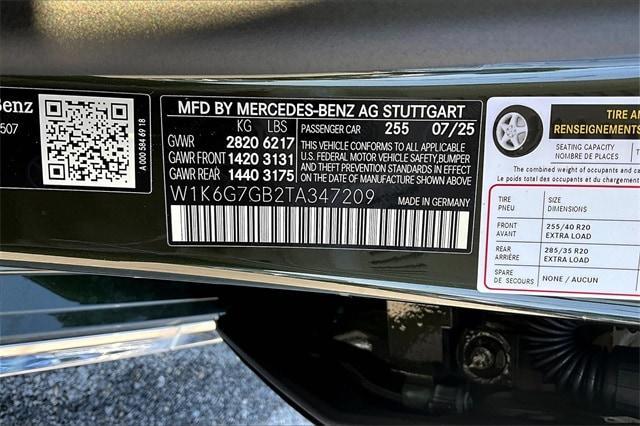 Benz
507
A 000 584 69 18
MFD BY MERCEDES-BENZ AG STUTTGART
KG LBS
PASSENGER CAR 255 07/25
GVWR 2820 6217
GAWR FRONT 1420 3131
GAWR REAR 1440 3175
THIS VEHICLE CONFORMS TO ALL APPLICABLE
U.S. FEDERAL MOTOR VEHICLE SAFETY, BUMPER
AND THEFT PREVENTION STANDARDS IN EFFECT
ON THE DATE OF MANUFACTURE SHOWN ABOVE.
W1K6G7GB2TA347209
MADE IN GERMANY
TIRE AN
RENSEIGNEMENTS
SEATING CAPACITY
NOMBRE DE PLACES
TOTAL
The combined weight of occupants and ca
Le poids total des occupants et du charge
TIRE
PNEU
SIZE
DIMENSIONS
FRONT
AVANT
255/40 R20
EXTRA LOAD
REAR
ARRIÈRE
285/35 R20
EXTRA LOAD
SPARE
DE SECOURS
NONE / AUCUN